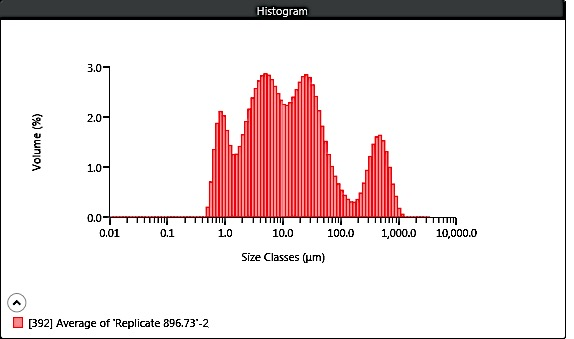 Histogram
3.0
2.0
Volume (%)
1.0
0.0
0.01 0.1 1.0 10.0 100.0 1,000.0 10,000.0
Size Classes (µm)
[392] Average of 'Replicate 896.73'-2